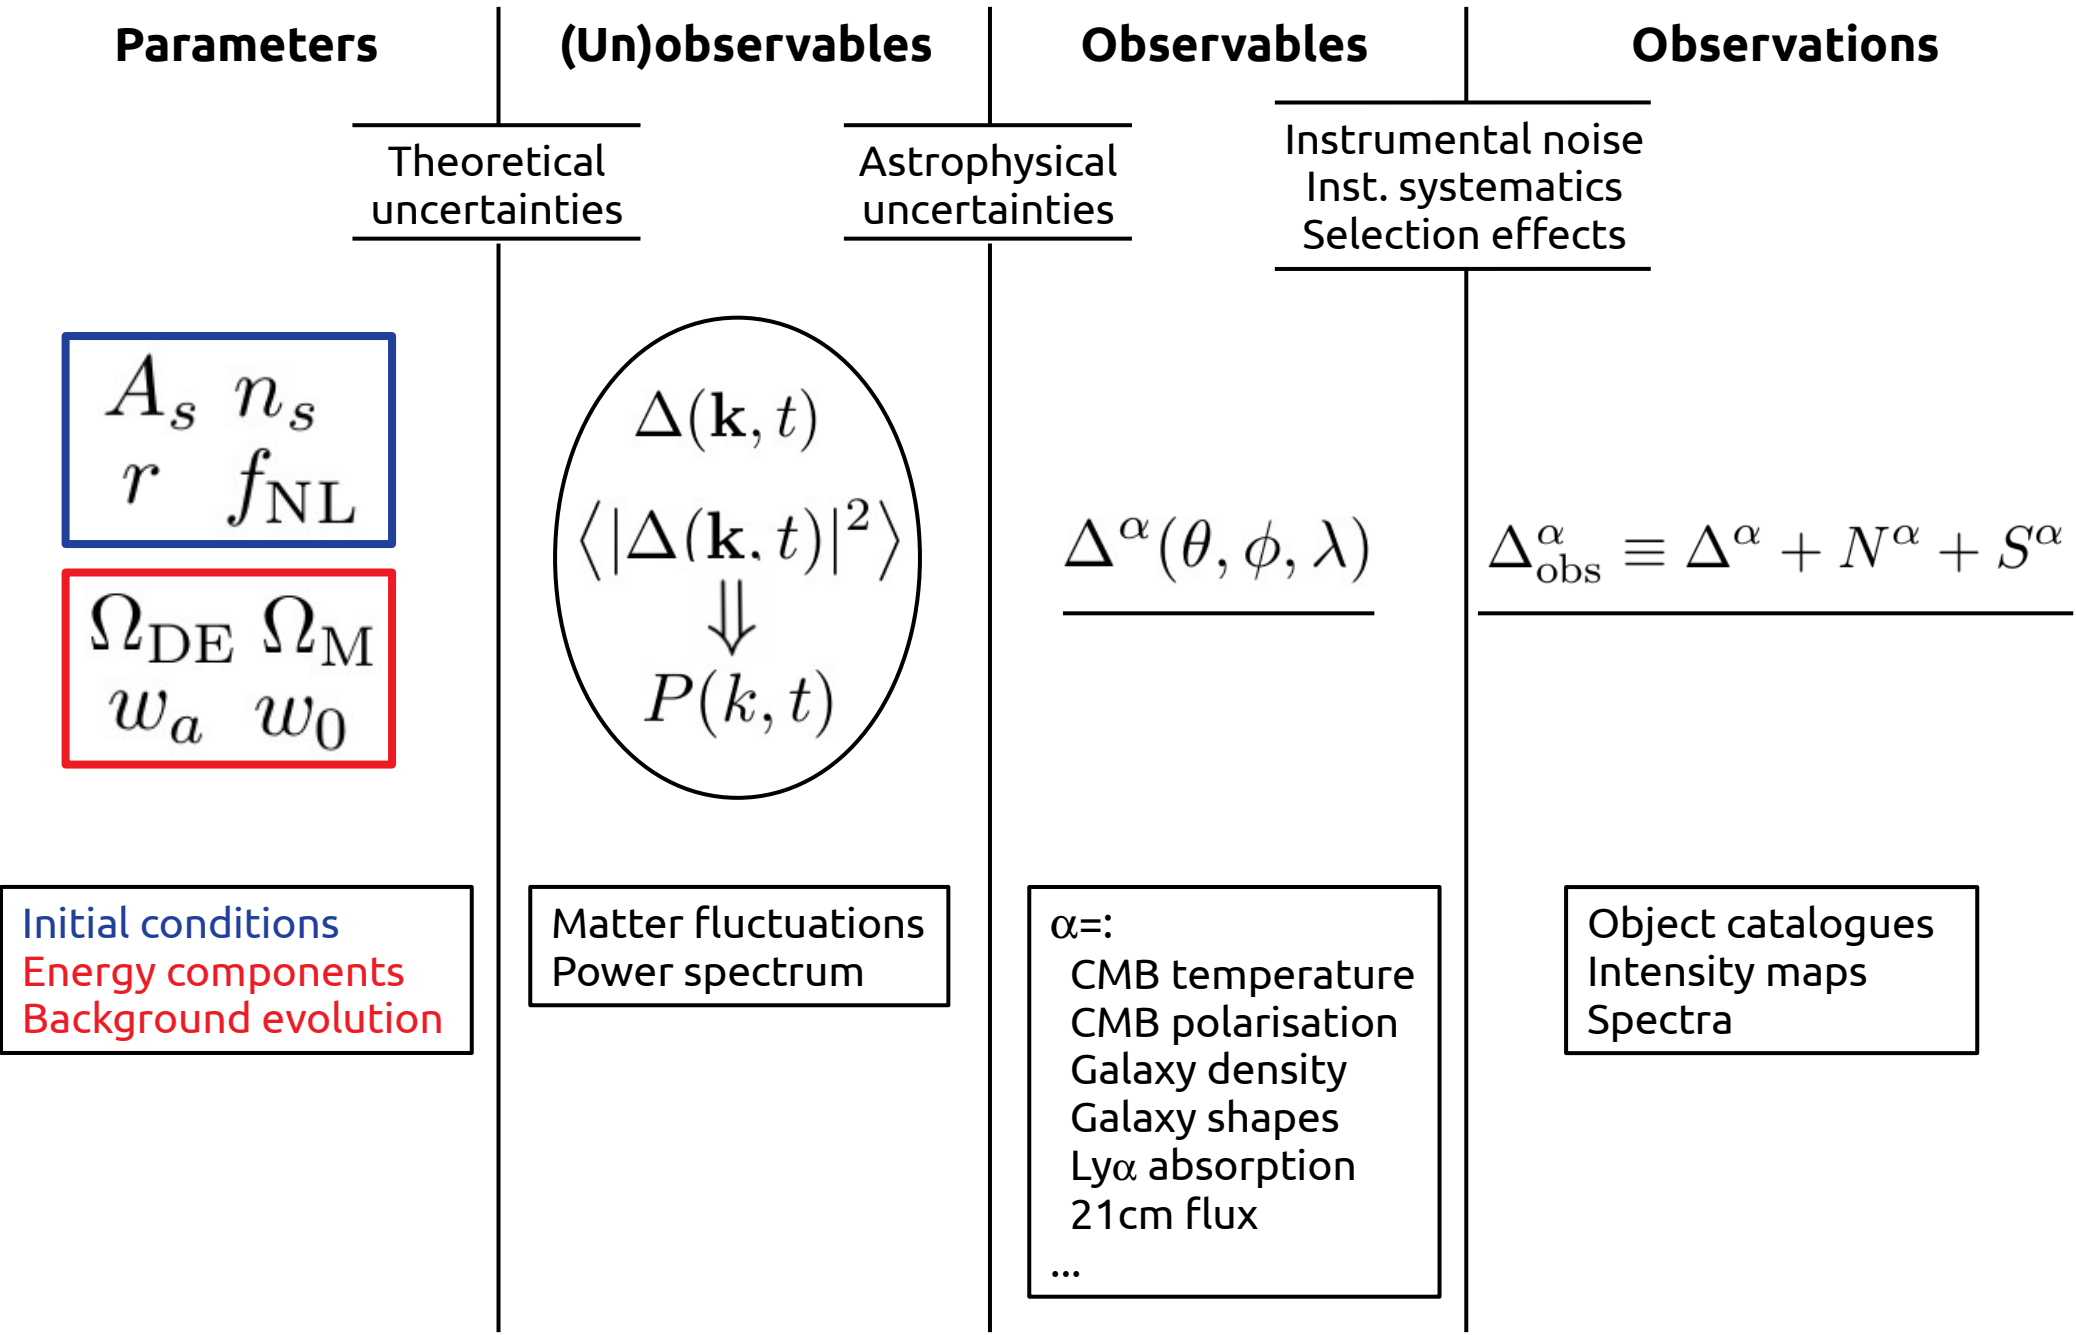 Parameters
(Un)observables
Observables
Observations
Theoretical
uncertainties
Astrophysical
uncertainties
Instrumental noise
Inst. systematics
Selection effects
A_s n_s
r f_NL
Ω_DE Ω_M
w_a w_0
Δ(𝐤, t)
⟨|Δ(𝐤, t)|²⟩
⇓
P(k, t)
Δ^α(θ, ϕ, λ)
Δ^α_obs ≡ Δ^α + N^α + S^α
Initial conditions
Energy components
Background evolution
Matter fluctuations
Power spectrum
α=:
CMB temperature
CMB polarisation
Galaxy density
Galaxy shapes
Lyα absorption
21cm flux
...
Object catalogues
Intensity maps
Spectra